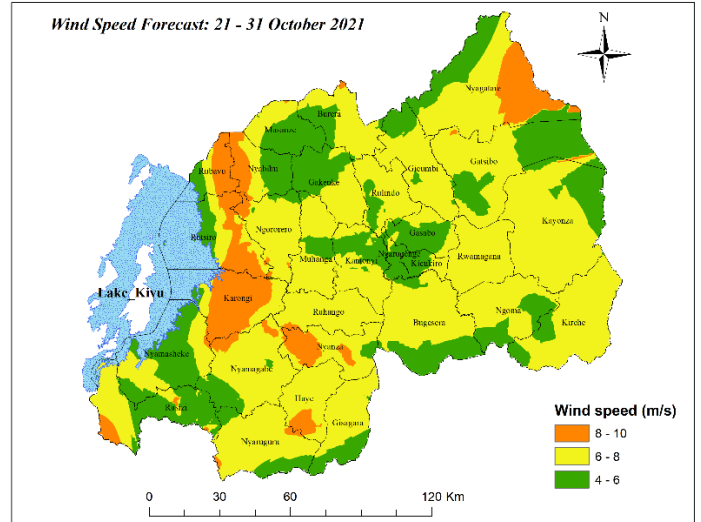 Wind Speed Forecast: 21 - 31 October 2021
N
Nyagatare
Burera
Musanze
Rubavu
Nyabihu
Gakenke
Gicumbi
Gatsibo
Rulindo
Rutsiro
Ngororero
Gasabo
Kayonza
Muhanga
Kamonyi
Nyarugenge
Kicukiro
Rwamagana
Lake_Kivu
Karongi
Ruhango
Bugesera
Ngoma
Kirehe
Nyamasheke
Nyanza
Nyamagabe
Rusizi
Huye
Gisagara
Nyaruguru
Wind speed (m/s)
8 - 10
6 - 8
4 - 6
0 30 60 120 Km